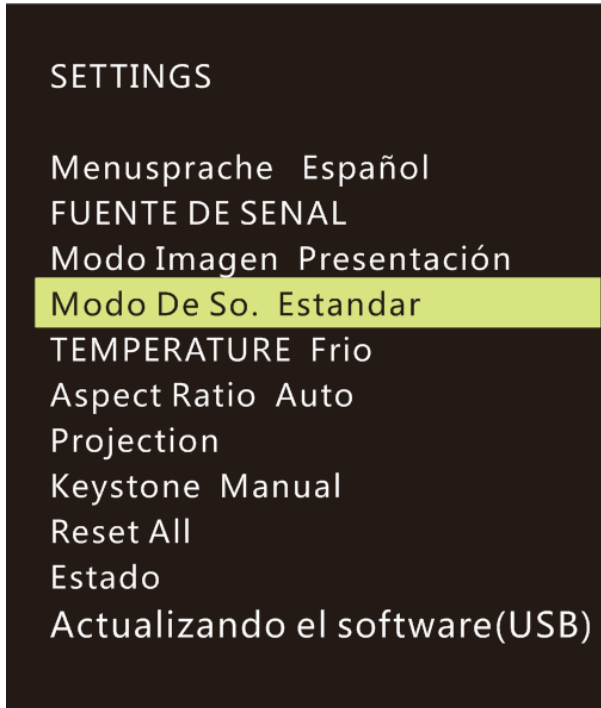 SETTINGS
Menusprache Español
FUENTE DE SENAL
Modo Imagen Presentación
Modo De So. Estandar
TEMPERATURE Frio
Aspect Ratio Auto
Projection
Keystone Manual
Reset All
Estado
Actualizando el software(USB)